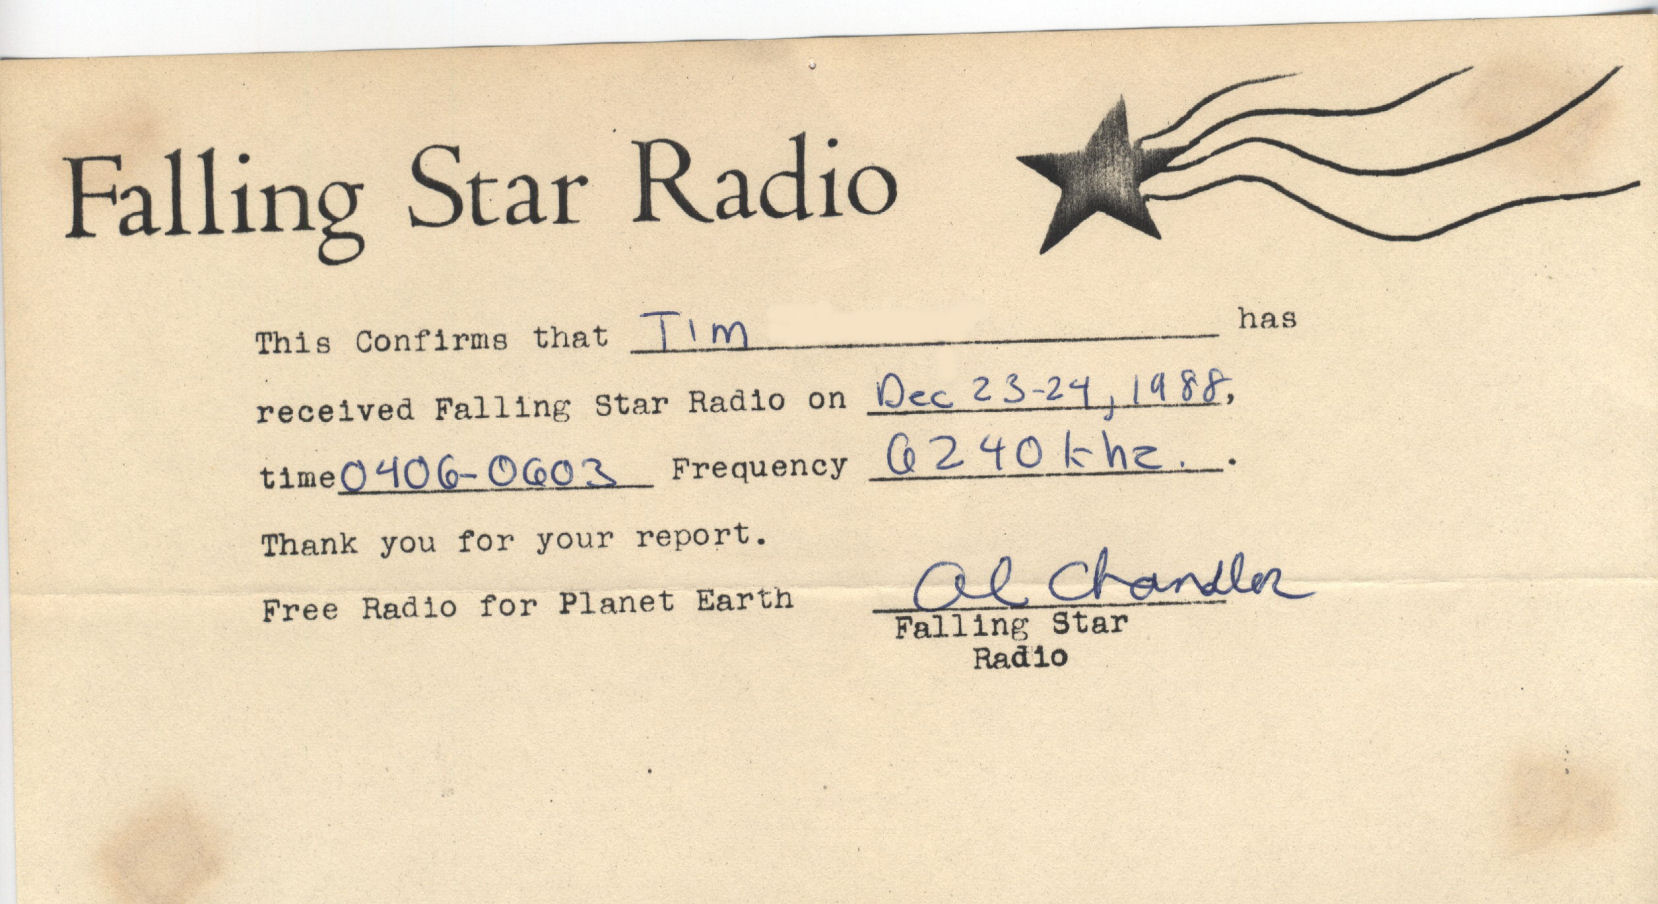 Falling Star Radio
This Confirms that Tim has
received Falling Star Radio on Dec 23-24, 1988,
time 0406-0603 Frequency 6240 khz. .
Thank you for your report.
Free Radio for Planet Earth Al Chandler
Falling Star
Radio